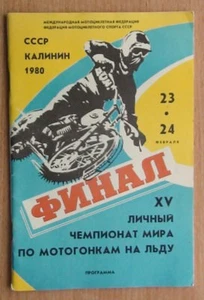 МЕЖДУНАРОДНАЯ МОТОЦИКЛЕТНАЯ ФЕДЕРАЦИЯ
ФЕДЕРАЦИЯ МОТОЦИКЛЕТНОГО СПОРТА СССР
СССР
КАЛИНИН
1980
23
•
24
ФЕВРАЛЯ
ФИНАЛ
XV
ЛИЧНЫЙ
ЧЕМПИОНАТ МИРА
ПО МОТОГОНКАМ НА ЛЬДУ
ПРОГРАММА